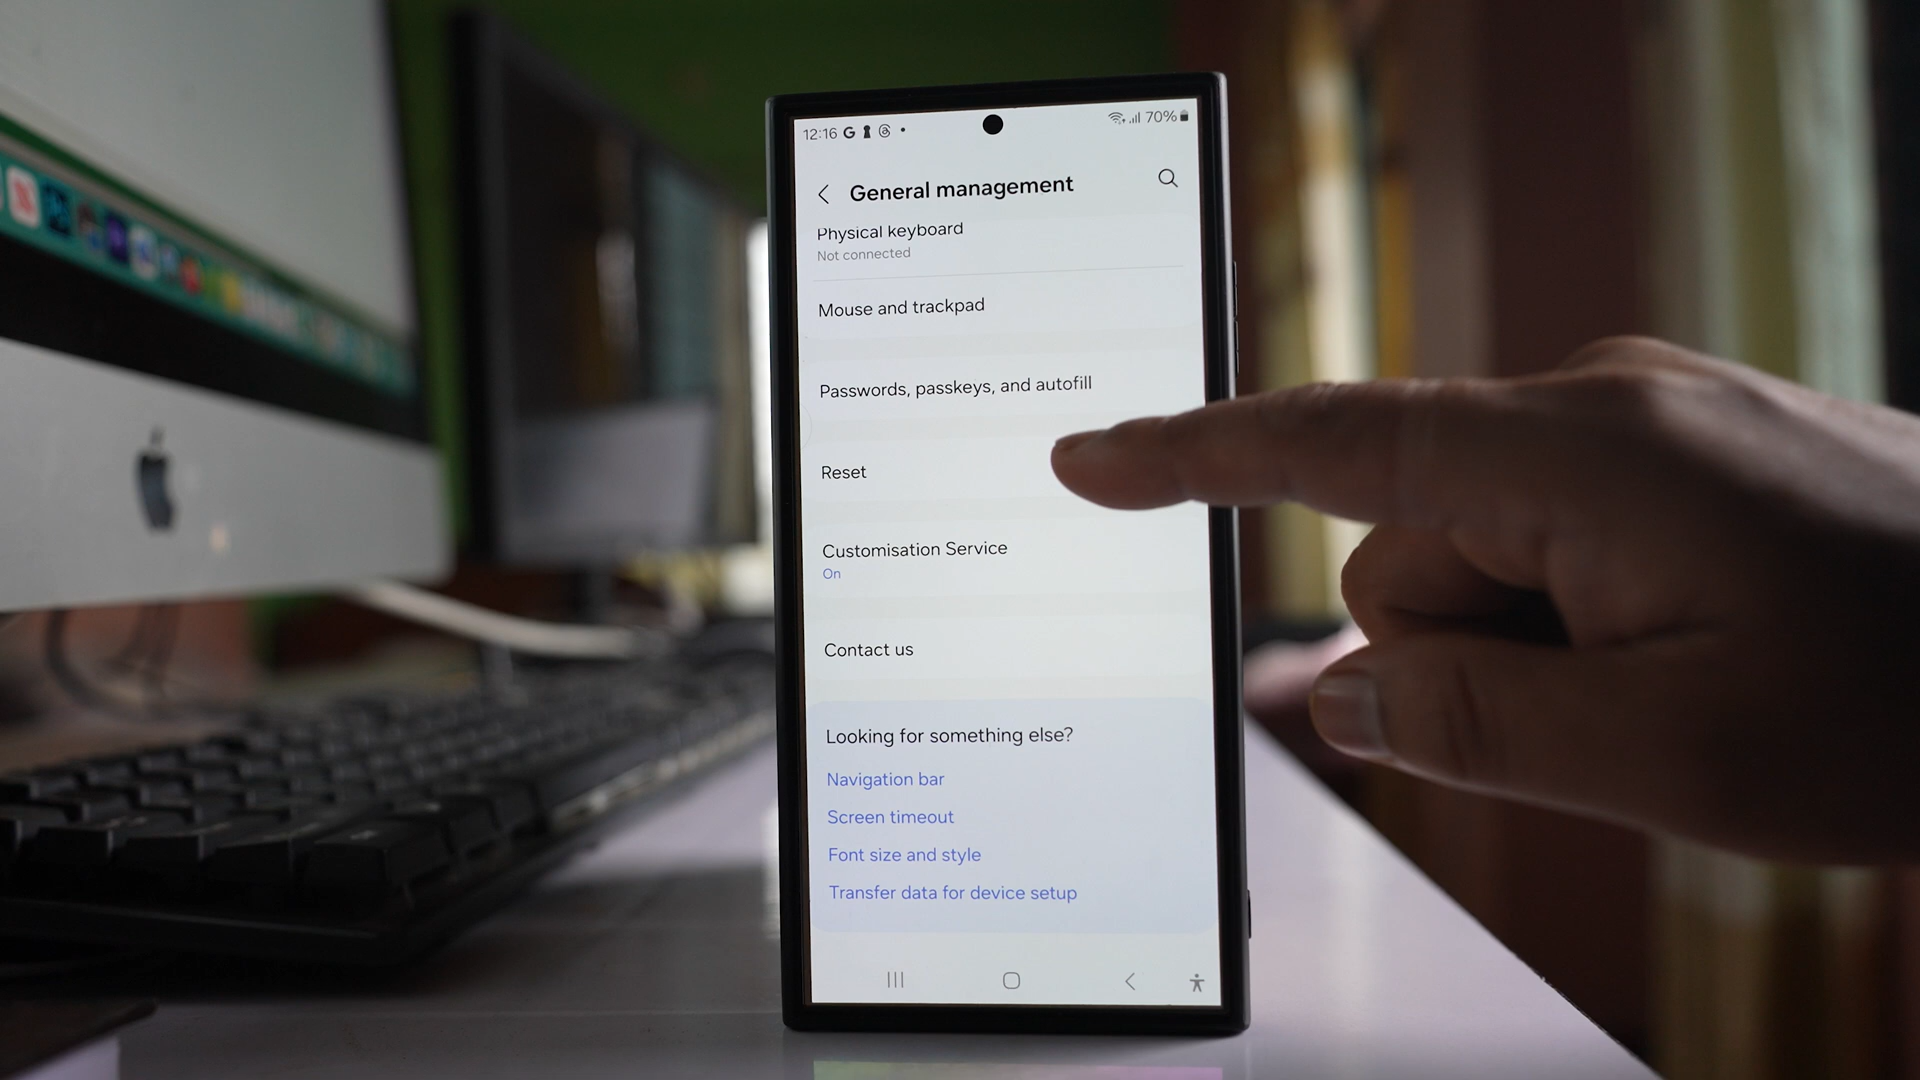 12:16
70%
General management
Physical keyboard
Not connected
Mouse and trackpad
Passwords, passkeys, and autofill
Reset
Customisation Service
On
Contact us
Looking for something else?
Navigation bar
Screen timeout
Font size and style
Transfer data for device setup